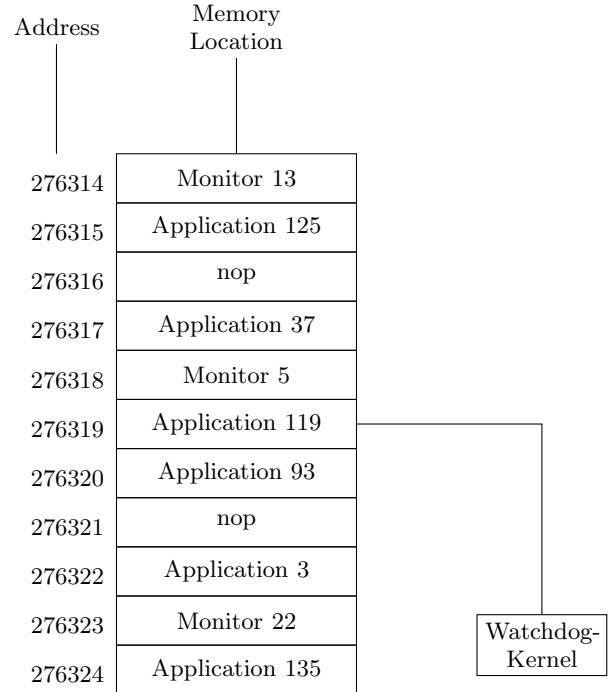 Address
Memory
Location
276314 Monitor 13
276315 Application 125
276316 nop
276317 Application 37
276318 Monitor 5
276319 Application 119
276320 Application 93
276321 nop
276322 Application 3
276323 Monitor 22
276324 Application 135
Watchdog-
Kernel